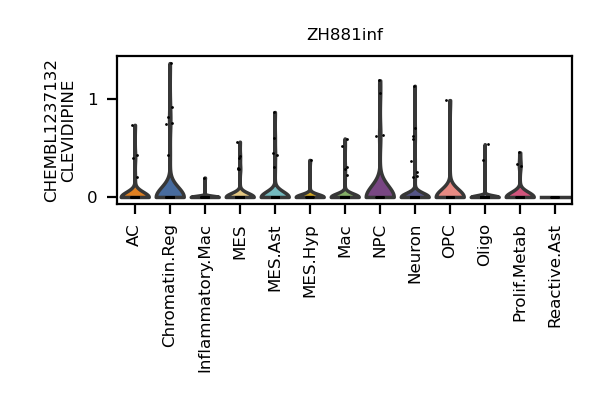 ZH881inf
CHEMBL1237132
CLEVIDIPINE
1
0
AC
Chromatin.Reg
Inflammatory.Mac
MES
MES.Ast
MES.Hyp
Mac
NPC
Neuron
OPC
Oligo
Prolif.Metab
Reactive.Ast